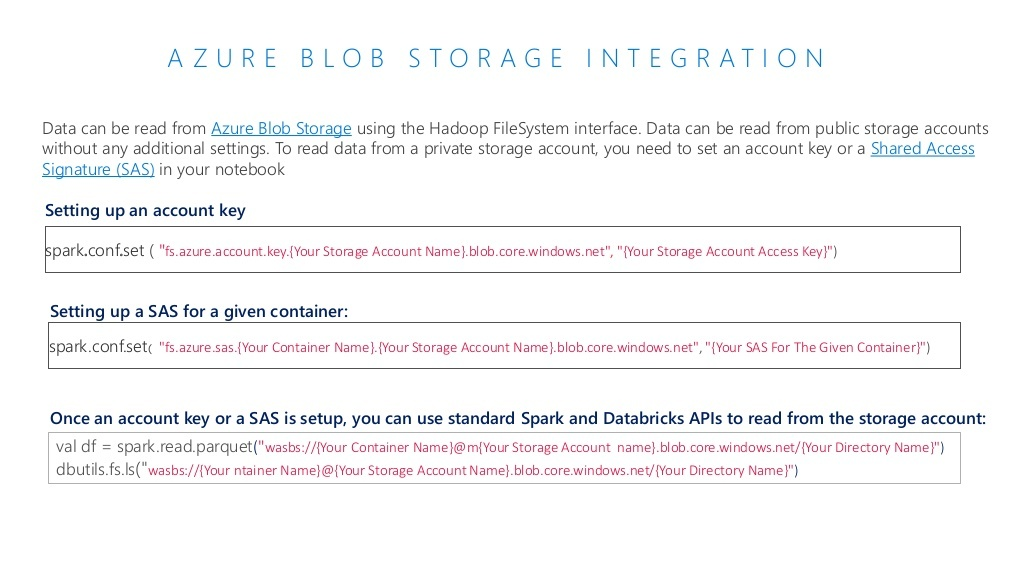 AZURE BLOB STORAGE INTEGRATION
Data can be read from Azure Blob Storage using the Hadoop FileSystem interface. Data can be read from public storage accounts
without any additional settings. To read data from a private storage account, you need to set an account key or a Shared Access
Signature (SAS) in your notebook
Setting up an account key
spark.conf.set ( "fs.azure.account.key.{Your Storage Account Name}.blob.core.windows.net", "{Your Storage Account Access Key}")
Setting up a SAS for a given container:
spark.conf.set( "fs.azure.sas.{Your Container Name}.{Your Storage Account Name}.blob.core.windows.net", "{Your SAS For The Given Container}")
Once an account key or a SAS is setup, you can use standard Spark and Databricks APIs to read from the storage account:
val df = spark.read.parquet("wasbs://{Your Container Name}@m{Your Storage Account name}.blob.core.windows.net/{Your Directory Name}")
dbutils.fs.ls("wasbs://{Your ntainer Name}@{Your Storage Account Name}.blob.core.windows.net/{Your Directory Name}")